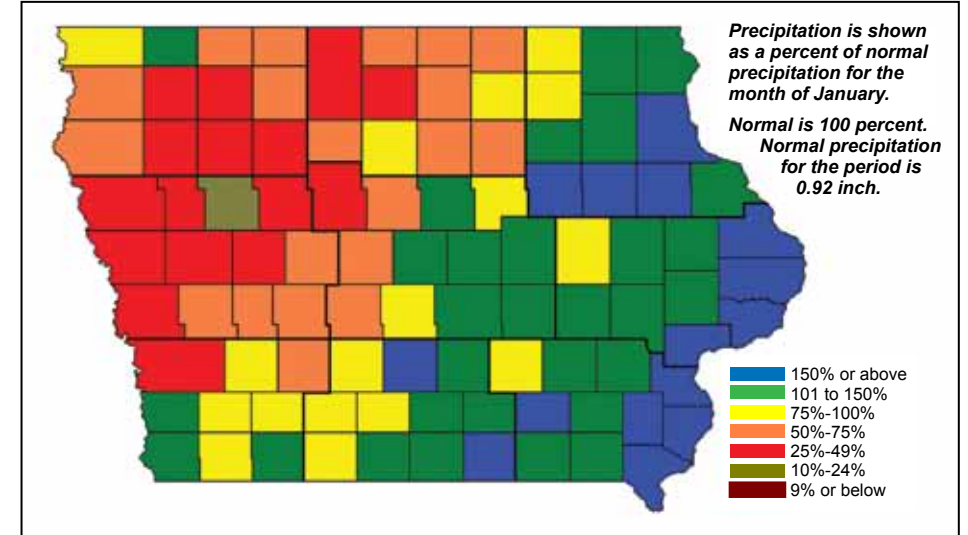 Precipitation is shown
as a percent of normal
precipitation for the
month of January.
Normal is 100 percent.
Normal precipitation
for the period is
0.92 inch.
150% or above
101 to 150%
75%-100%
50%-75%
25%-49%
10%-24%
9% or below